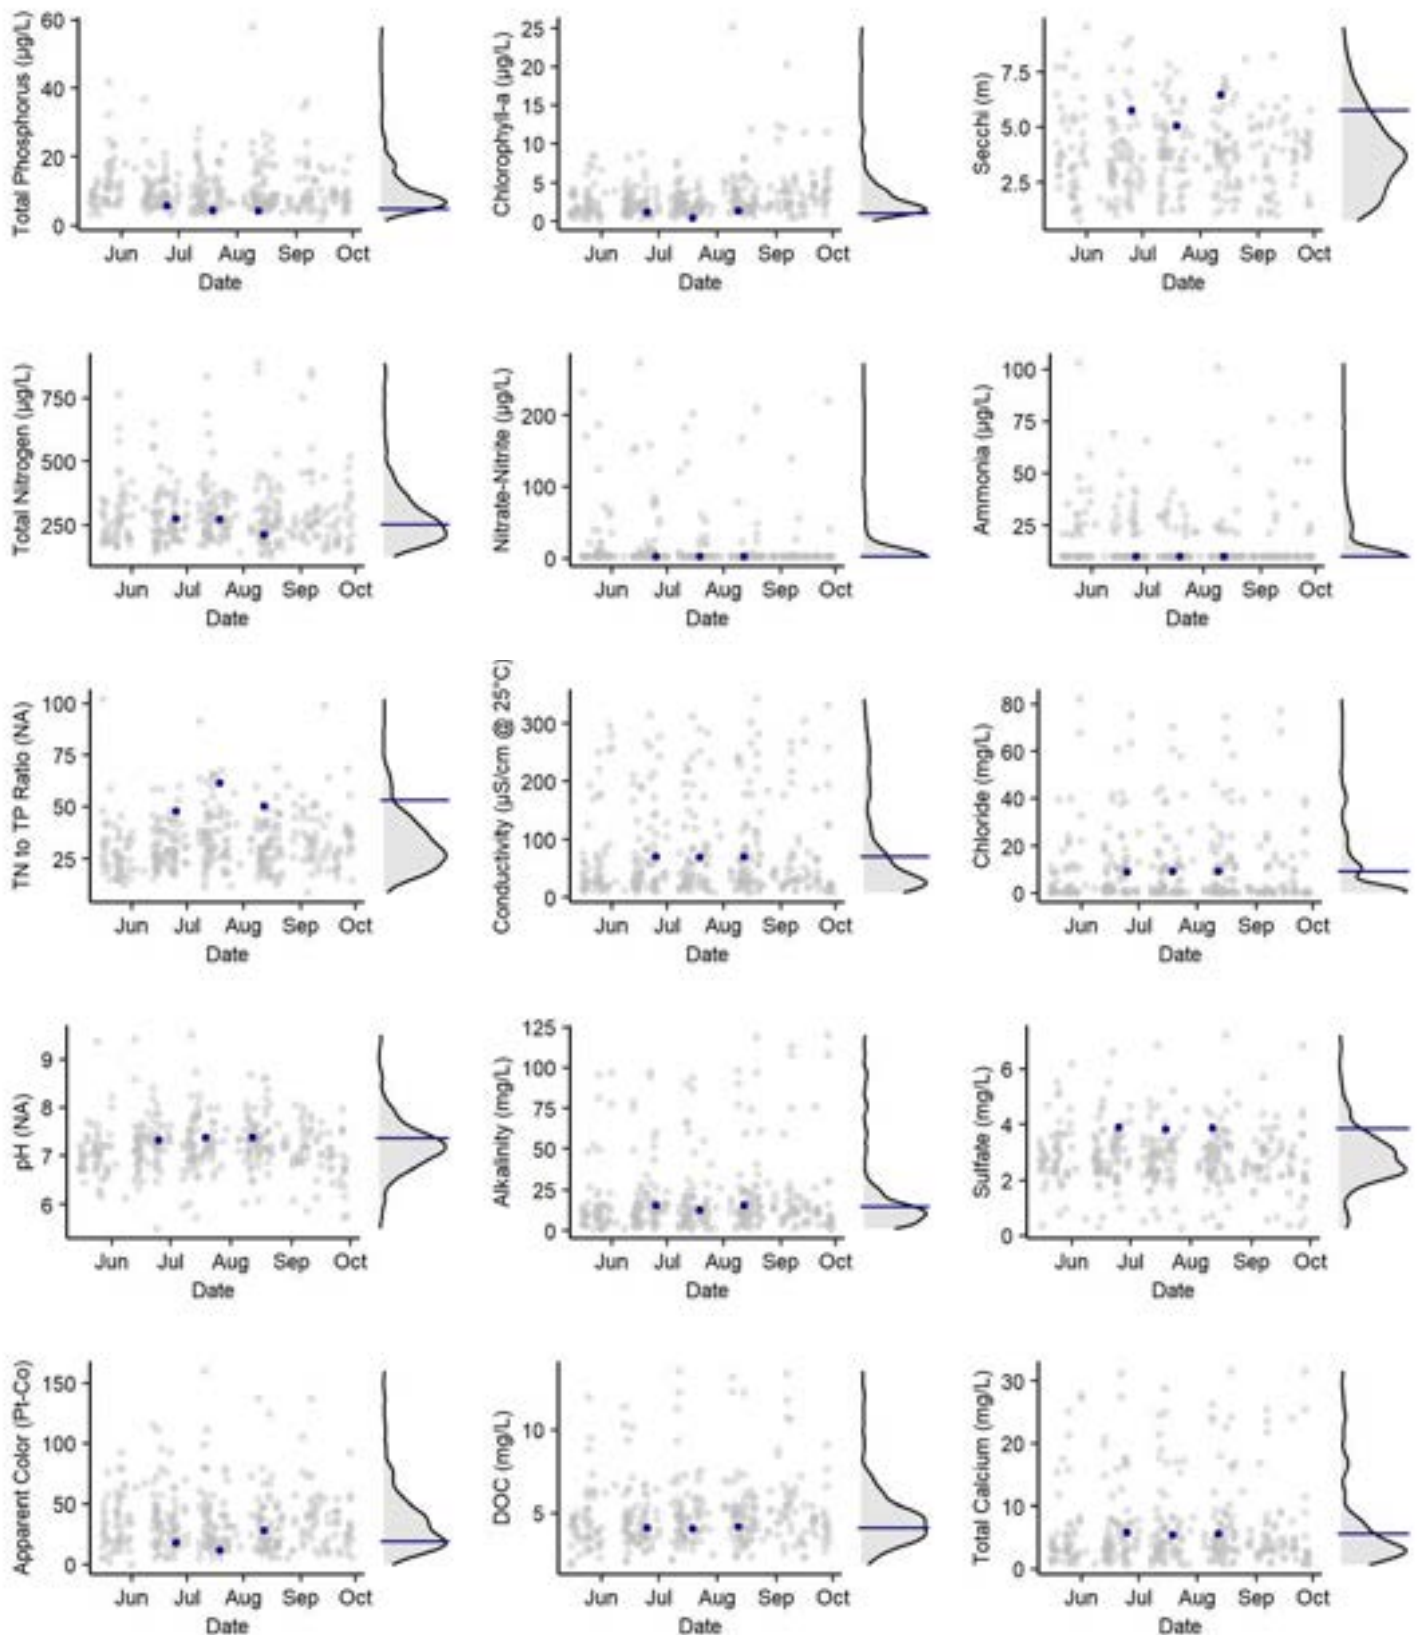 Total Phosphorus (µg/L)
60
40
20
0
Jun Jul Aug Sep Oct
Date
Chlorophyll-a (µg/L)
25
20
15
10
5
0
Jun Jul Aug Sep Oct
Date
Secchi (m)
7.5
5.0
2.5
Jun Jul Aug Sep Oct
Date
Total Nitrogen (µg/L)
750
500
250
Jun Jul Aug Sep Oct
Date
Nitrate-Nitrite (µg/L)
200
100
0
Jun Jul Aug Sep Oct
Date
Ammonia (µg/L)
100
75
50
25
Jun Jul Aug Sep Oct
Date
TN to TP Ratio (NA)
100
75
50
25
Jun Jul Aug Sep Oct
Date
Conductivity (µS/cm @ 25°C)
300
200
100
0
Jun Jul Aug Sep Oct
Date
Chloride (mg/L)
80
60
40
20
0
Jun Jul Aug Sep Oct
Date
pH (NA)
9
8
7
6
Jun Jul Aug Sep Oct
Date
Alkalinity (mg/L)
125
100
75
50
25
0
Jun Jul Aug Sep Oct
Date
Sulfate (mg/L)
6
4
2
0
Jun Jul Aug Sep Oct
Date
Apparent Color (Pt-Co)
150
100
50
0
Jun Jul Aug Sep Oct
Date
DOC (mg/L)
10
5
Jun Jul Aug Sep Oct
Date
Total Calcium (mg/L)
30
20
10
0
Jun Jul Aug Sep Oct
Date